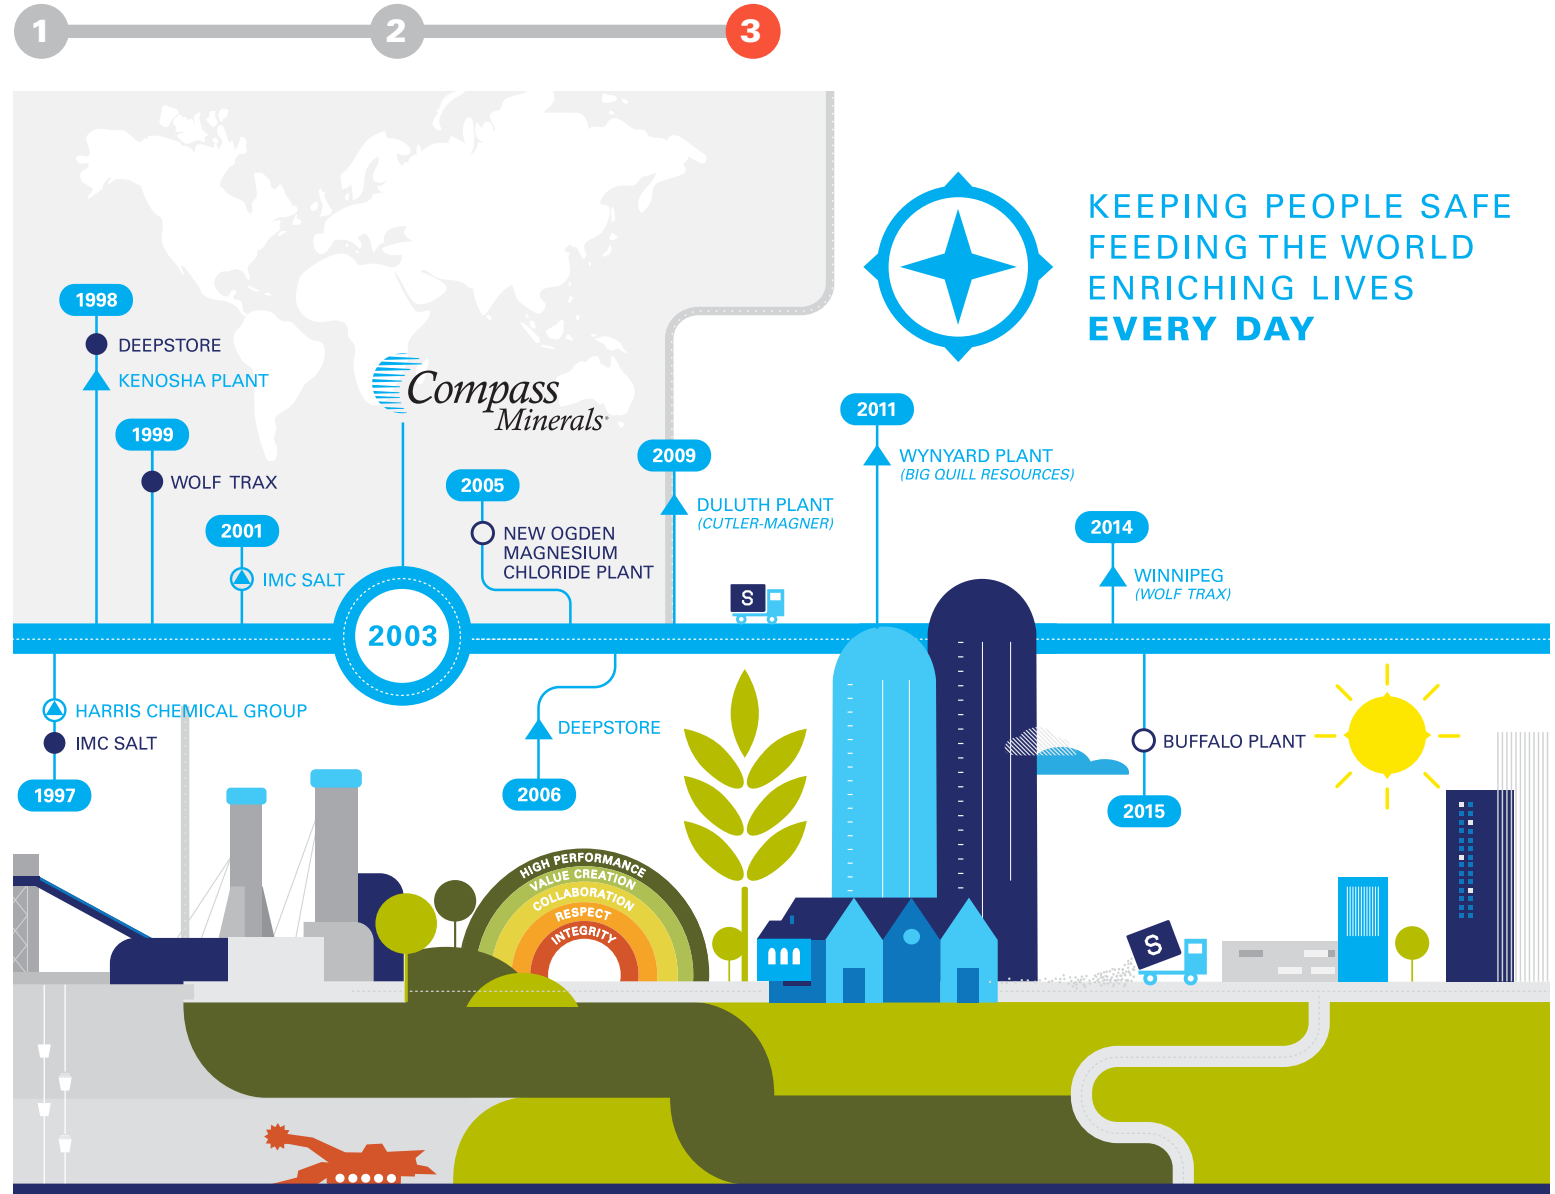 1
2
3
KEEPING PEOPLE SAFE
FEEDING THE WORLD
ENRICHING LIVES
EVERY DAY
1998
DEEPSTORE
KENOSHA PLANT
1999
WOLF TRAX
2001
IMC SALT
Compass
Minerals
2003
2005
NEW OGDEN
MAGNESIUM
CHLORIDE PLANT
2009
DULUTH PLANT
(CUTLER-MAGNER)
2011
WYNYARD PLANT
(BIG QUILL RESOURCES)
2014
WINNIPEG
(WOLF TRAX)
S
HARRIS CHEMICAL GROUP
IMC SALT
1997
DEEPSTORE
2006
BUFFALO PLANT
2015
HIGH PERFORMANCE
VALUE CREATION
COLLABORATION
RESPECT
INTEGRITY
S